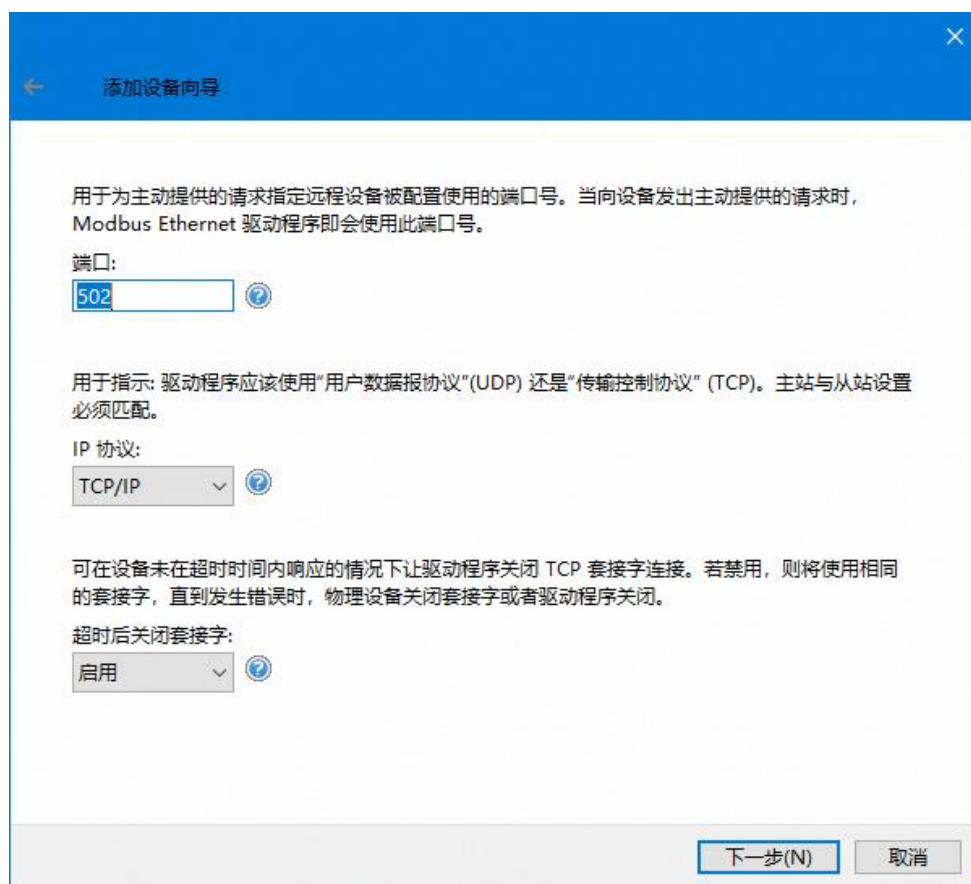 添加设备向导
用于为主动提供的请求指定远程设备被配置使用的端口号。当向设备发出主动提供的请求时,
Modbus Ethernet 驱动程序即会使用此端口号。
端口:
502
用于指示: 驱动程序应该使用“用户数据报协议”(UDP) 还是“传输控制协议” (TCP)。主站与从站设置
必须匹配。
IP 协议:
TCP/IP
可在设备未在超时时间内响应的情况下让驱动程序关闭 TCP 套接字连接。若禁用，则将使用相同
的套接字，直到发生错误时，物理设备关闭套接字或者驱动程序关闭。
超时后关闭套接字:
启用
下一步(N)
取消